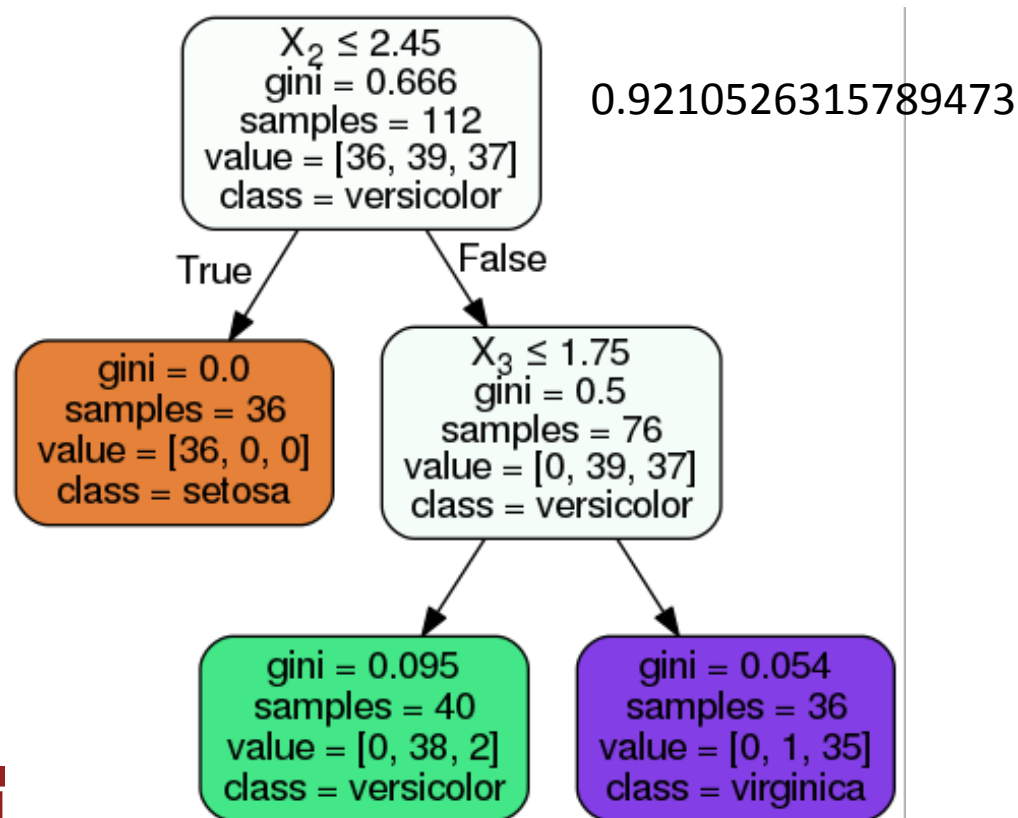 X₂ ≤ 2.45
gini = 0.666
samples = 112
value = [36, 39, 37]
class = versicolor
0.9210526315789473
True
False
gini = 0.0
samples = 36
value = [36, 0, 0]
class = setosa
X₃ ≤ 1.75
gini = 0.5
samples = 76
value = [0, 39, 37]
class = versicolor
gini = 0.095
samples = 40
value = [0, 38, 2]
class = versicolor
gini = 0.054
samples = 36
value = [0, 1, 35]
class = virginica